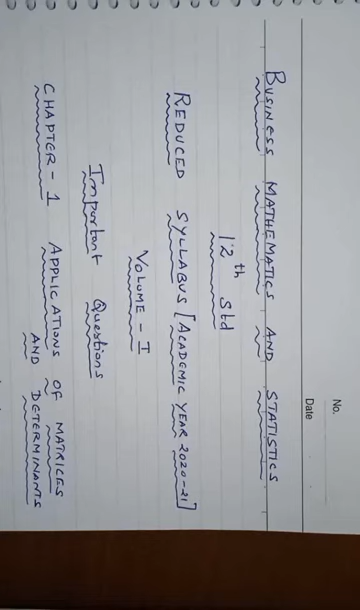 No.
Date
BUSINESS MATHEMATICS AND STATISTICS
12th Std
REDUCED SYLLABUS [ACADEMIC YEAR 2020-21]
VOLUME - I
Important Questions
CHAPTER - 1 APPLICATIONS OF MATRICES
AND DETERMINANTS